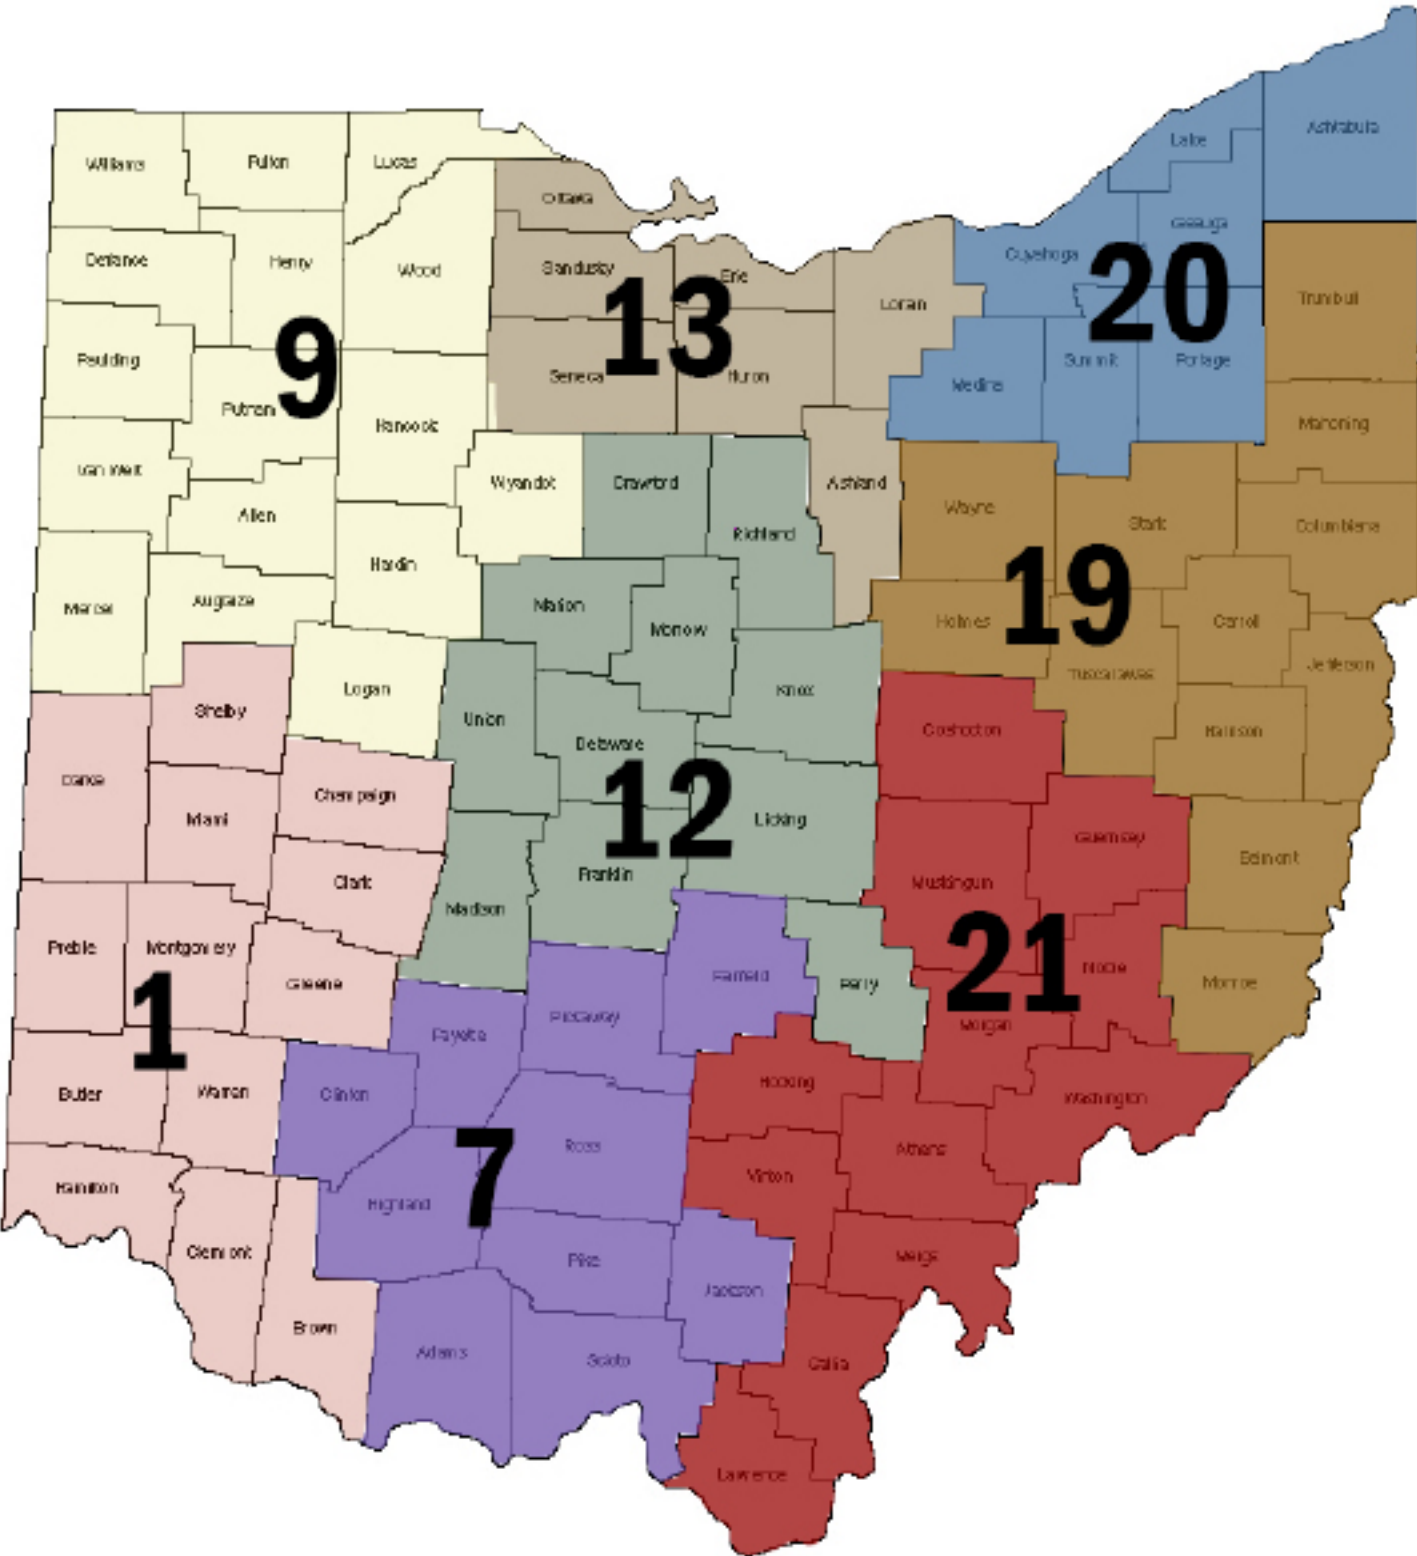 Ashtabula
Lake
Williams
Fulton
Lucas
Ottawa
Geauga
Defiance
Henry
Wood
Sandusky
Erie
Cuyahoga
20
13
Lorain
Trumbull
9
Paulding
Seneca
Huron
Medina
Summit
Portage
Putnam
Hancock
Mahoning
Van Wert
Wyandot
Crawford
Ashland
Allen
Richland
Wayne
Stark
Columbiana
Hardin
Mercer
Auglaize
Marion
Morrow
Holmes
19
Carroll
Jefferson
Logan
Knox
Tuscarawas
Shelby
Union
Delaware
Coshocton
Harrison
Darke
Champaign
Miami
12
Licking
Guernsey
Belmont
Clark
Franklin
Muskingum
Madison
Preble
Montgomery
Greene
Fairfield
Perry
21
Noble
Monroe
1
Fayette
Pickaway
Morgan
Butler
Warren
Clinton
Hocking
Washington
Ross
Athens
Hamilton
Highland
7
Vinton
Clermont
Pike
Meigs
Jackson
Brown
Adams
Scioto
Gallia
Lawrence